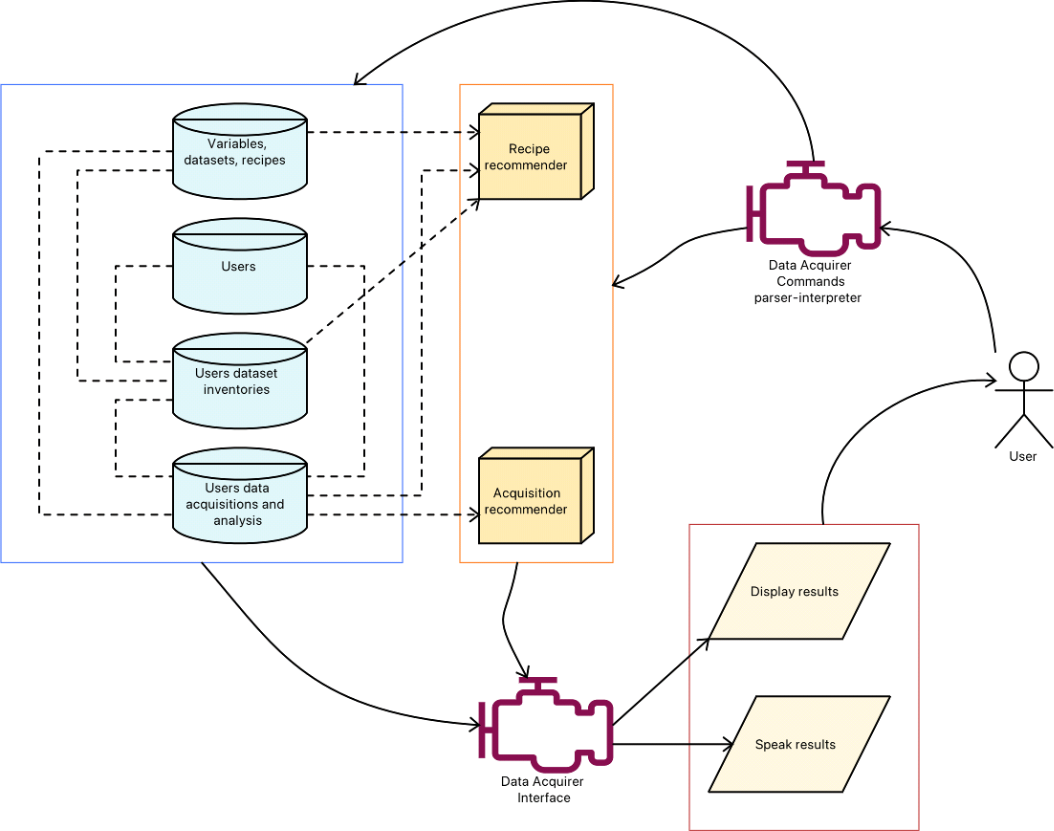 Variables,
datasets, recipes
Users
Users dataset
inventories
Users data
acquisitions and
analysis
Recipe
recommender
Acquisition
recommender
Data Acquirer
Commands
parser-interpreter
User
Display results
Speak results
Data Acquirer
Interface